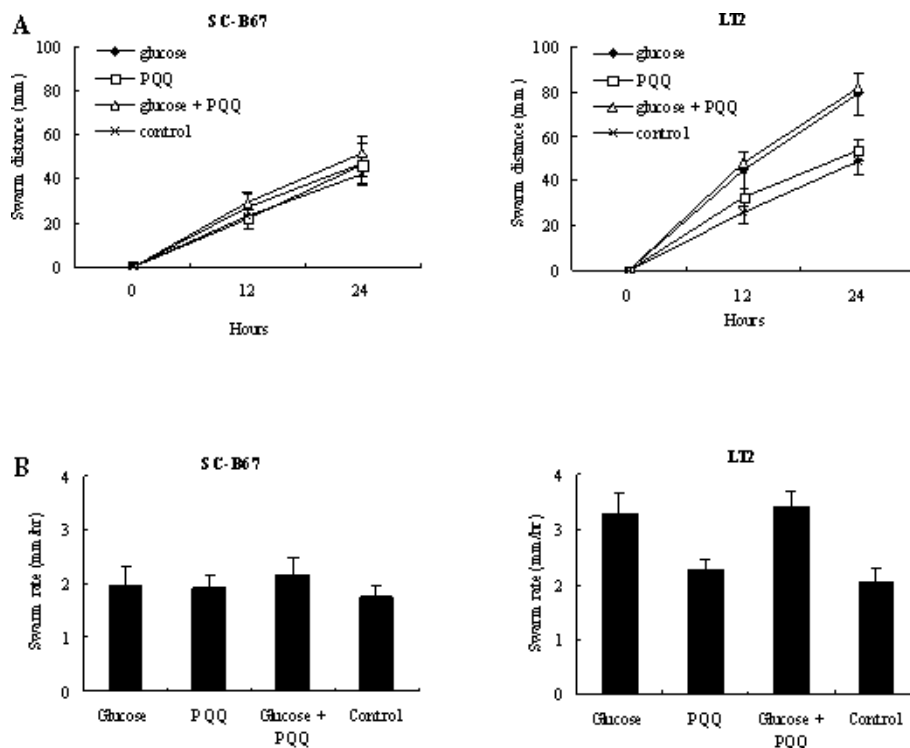 A
SC-B67
100
80
60
40
20
0
Swarm distance (mm)
glucose
PQQ
glucose + PQQ
control
0 12 24
Hours
LT2
100
80
60
40
20
0
Swarm distance (mm)
glucose
PQQ
glucose + PQQ
control
0 12 24
Hours
B
SC-B67
4
3
2
1
0
Swarm rate (mm/hr)
Glucose PQQ Glucose + Control
PQQ
LT2
4
3
2
1
0
Swarm rate (mm/hr)
Glucose PQQ Glucose + Control
PQQ